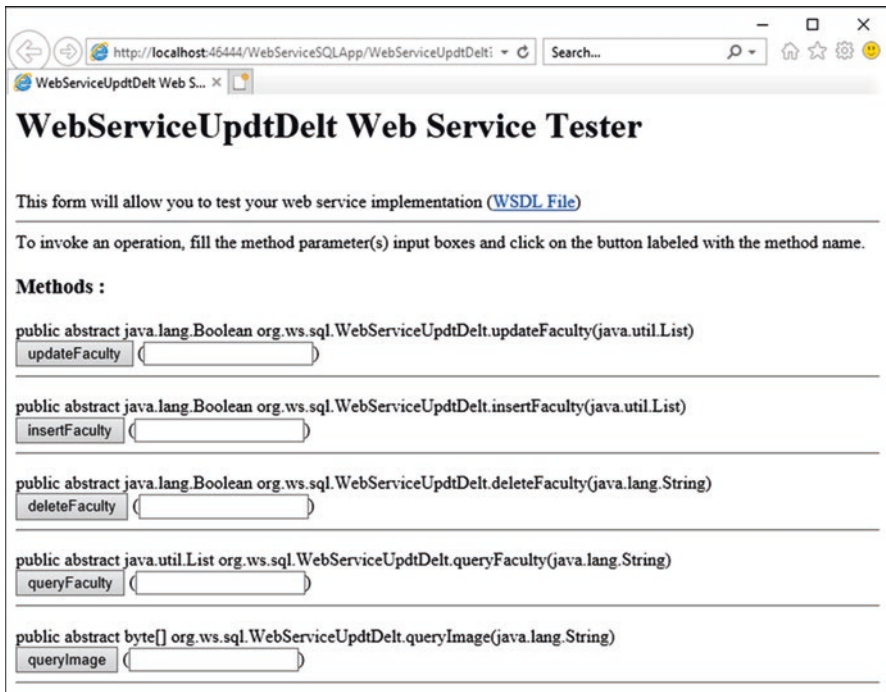 http://localhost:46444/WebServiceSQLApp/WebServiceUpdtDelt
Search...
WebServiceUpdtDelt Web S...
WebServiceUpdtDelt Web Service Tester
This form will allow you to test your web service implementation (WSDL File)
To invoke an operation, fill the method parameter(s) input boxes and click on the button labeled with the method name.
Methods :
public abstract java.lang.Boolean org.ws.sql.WebServiceUpdtDelt.updateFaculty(java.util.List)
updateFaculty ( )
public abstract java.lang.Boolean org.ws.sql.WebServiceUpdtDelt.insertFaculty(java.util.List)
insertFaculty ( )
public abstract java.lang.Boolean org.ws.sql.WebServiceUpdtDelt.deleteFaculty(java.lang.String)
deleteFaculty ( )
public abstract java.util.List org.ws.sql.WebServiceUpdtDelt.queryFaculty(java.lang.String)
queryFaculty ( )
public abstract byte[] org.ws.sql.WebServiceUpdtDelt.queryImage(java.lang.String)
queryImage ( )